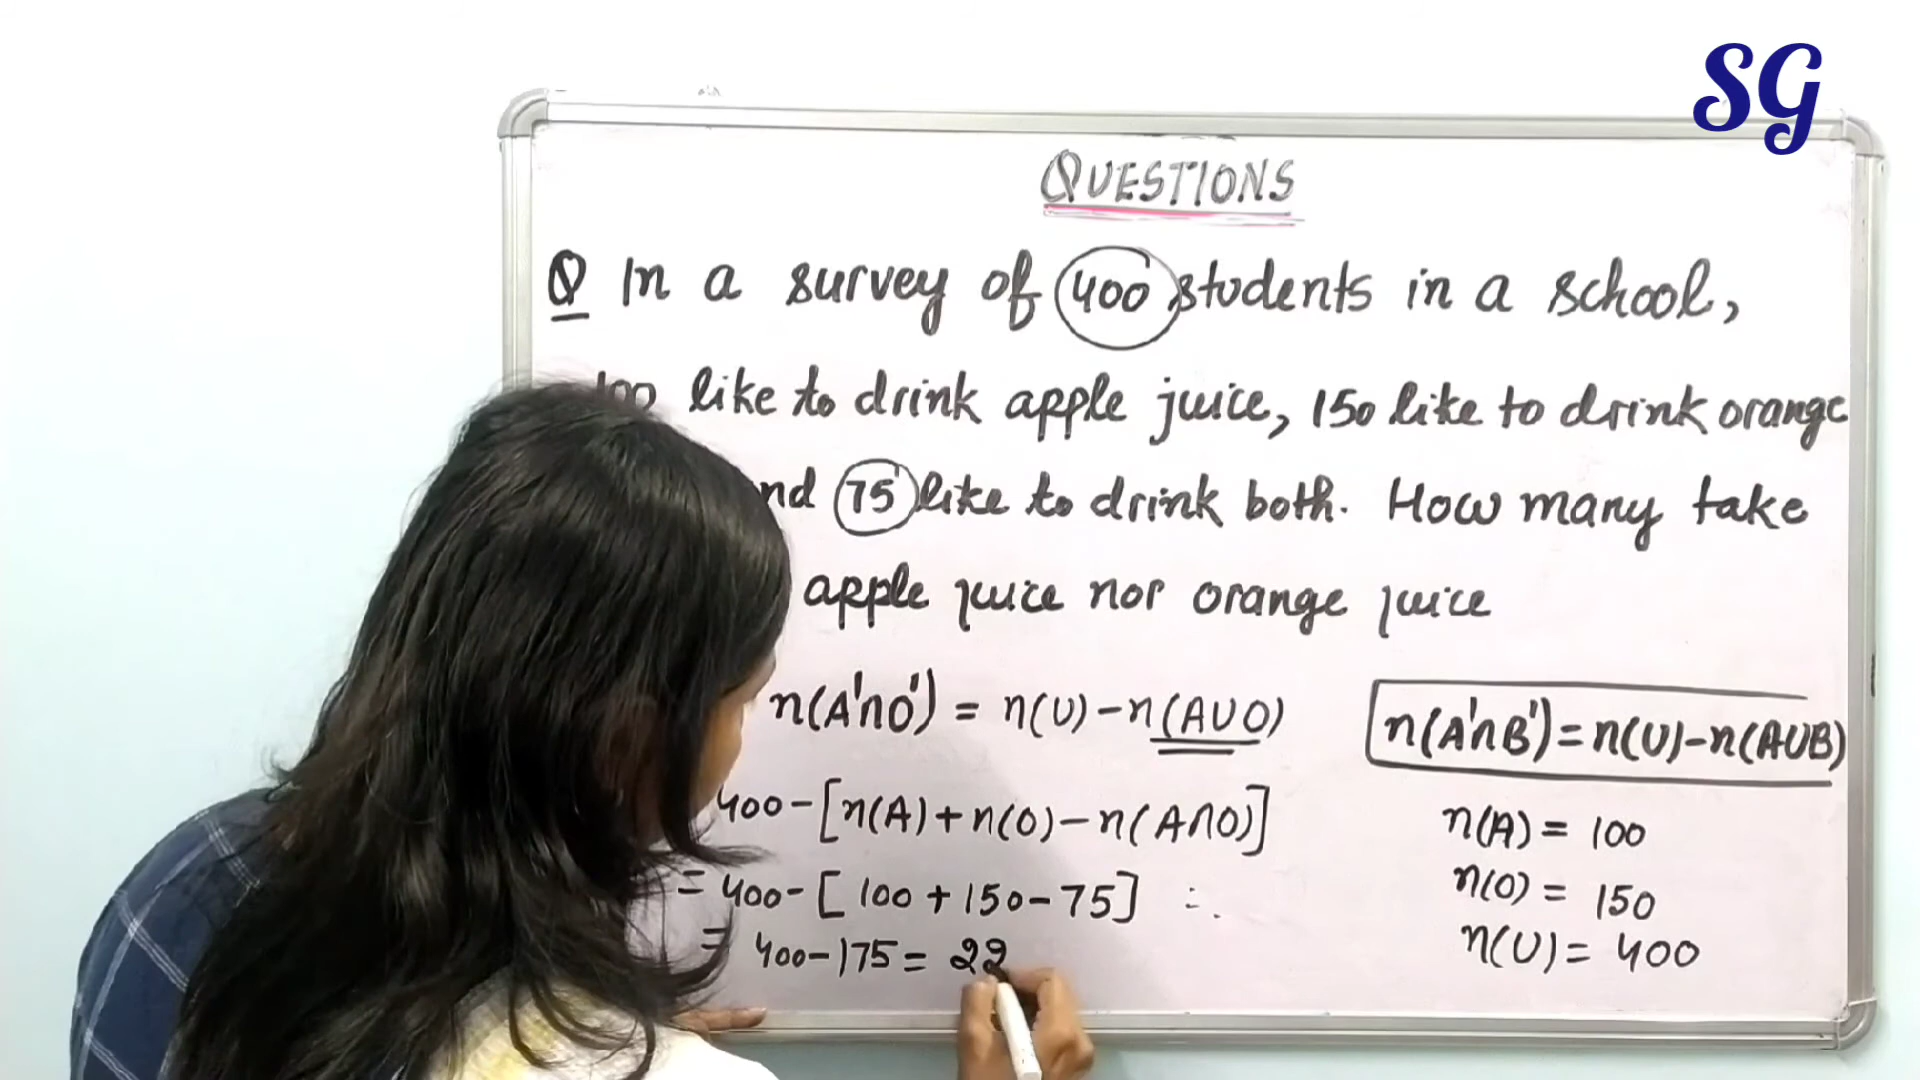 SG
QUESTIONS
Q In a survey of 400 students in a school,
100 like to drink apple juice, 150 like to drink orange
75 like to drink both. How many take
apple juice nor orange juice
n(A'∩O') = n(U)-n(A∪O)
n(A'∩B')=n(U)-n(A∪B)
400-[n(A)+n(O)-n(A∩O)]
n(A) = 100
= 400-[100+150-75]
n(O) = 150
= 400-175= 22
n(U)= 400